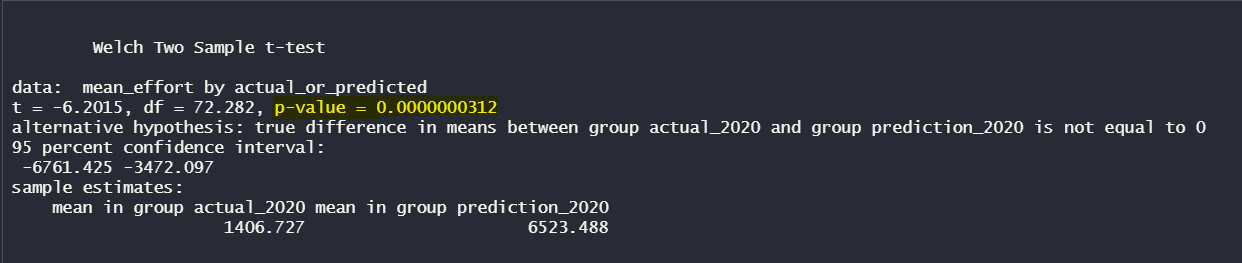 Welch Two Sample t-test
data:  mean_effort by actual_or_predicted
t = -6.2015, df = 72.282, p-value = 0.0000000312
alternative hypothesis: true difference in means between group actual_2020 and group prediction_2020 is not equal to 0
95 percent confidence interval:
 -6761.425 -3472.097
sample estimates:
    mean in group actual_2020 mean in group prediction_2020
                     1406.727                      6523.488